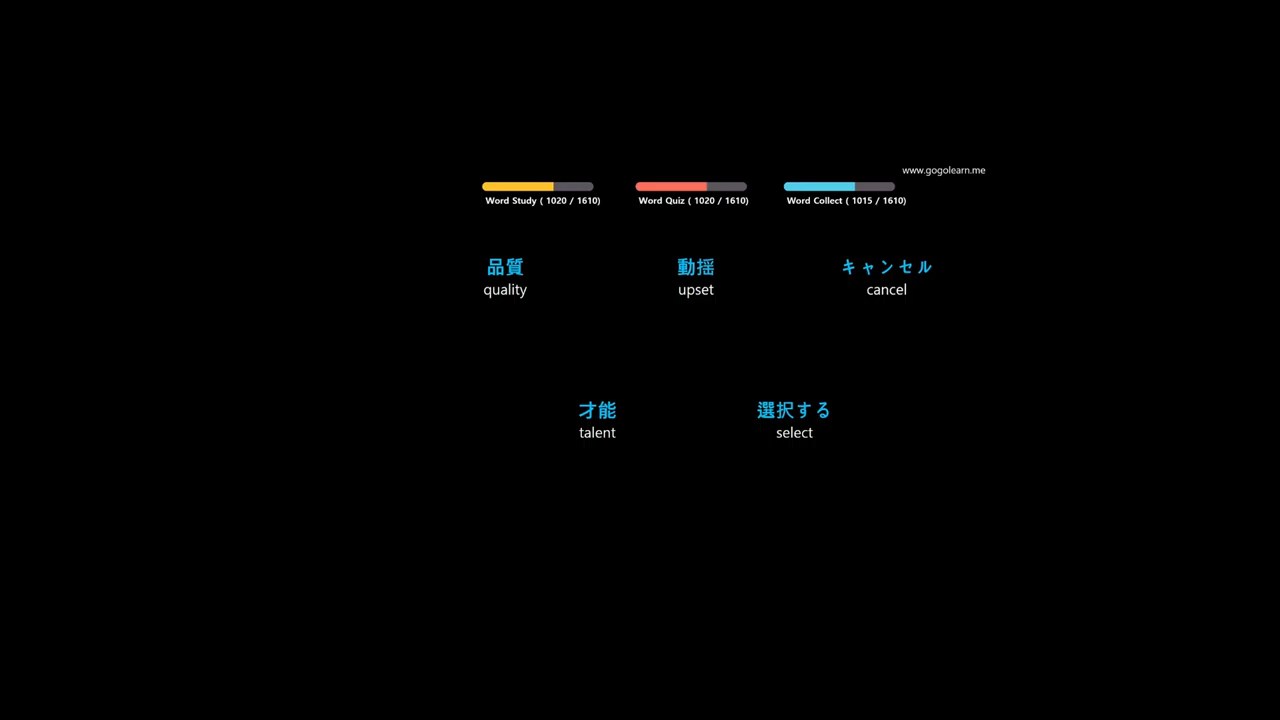 www.gogolearn.me
Word Study ( 1020 / 1610)
Word Quiz ( 1020 / 1610)
Word Collect ( 1015 / 1610)
品質
quality
動揺
upset
キャンセル
cancel
才能
talent
選択する
select